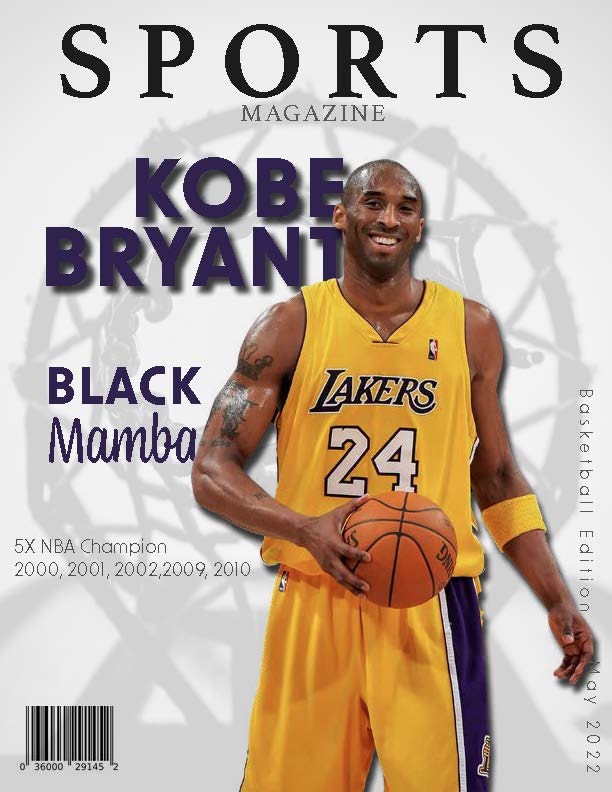 SPORTS
MAGAZINE
KOBE
BRYANT
BLACK
Mamba
LAKERS
24
5X NBA Champion
2000, 2001, 2002,2009, 2010
Basketball Edition May 2022
0 36000 29145 2